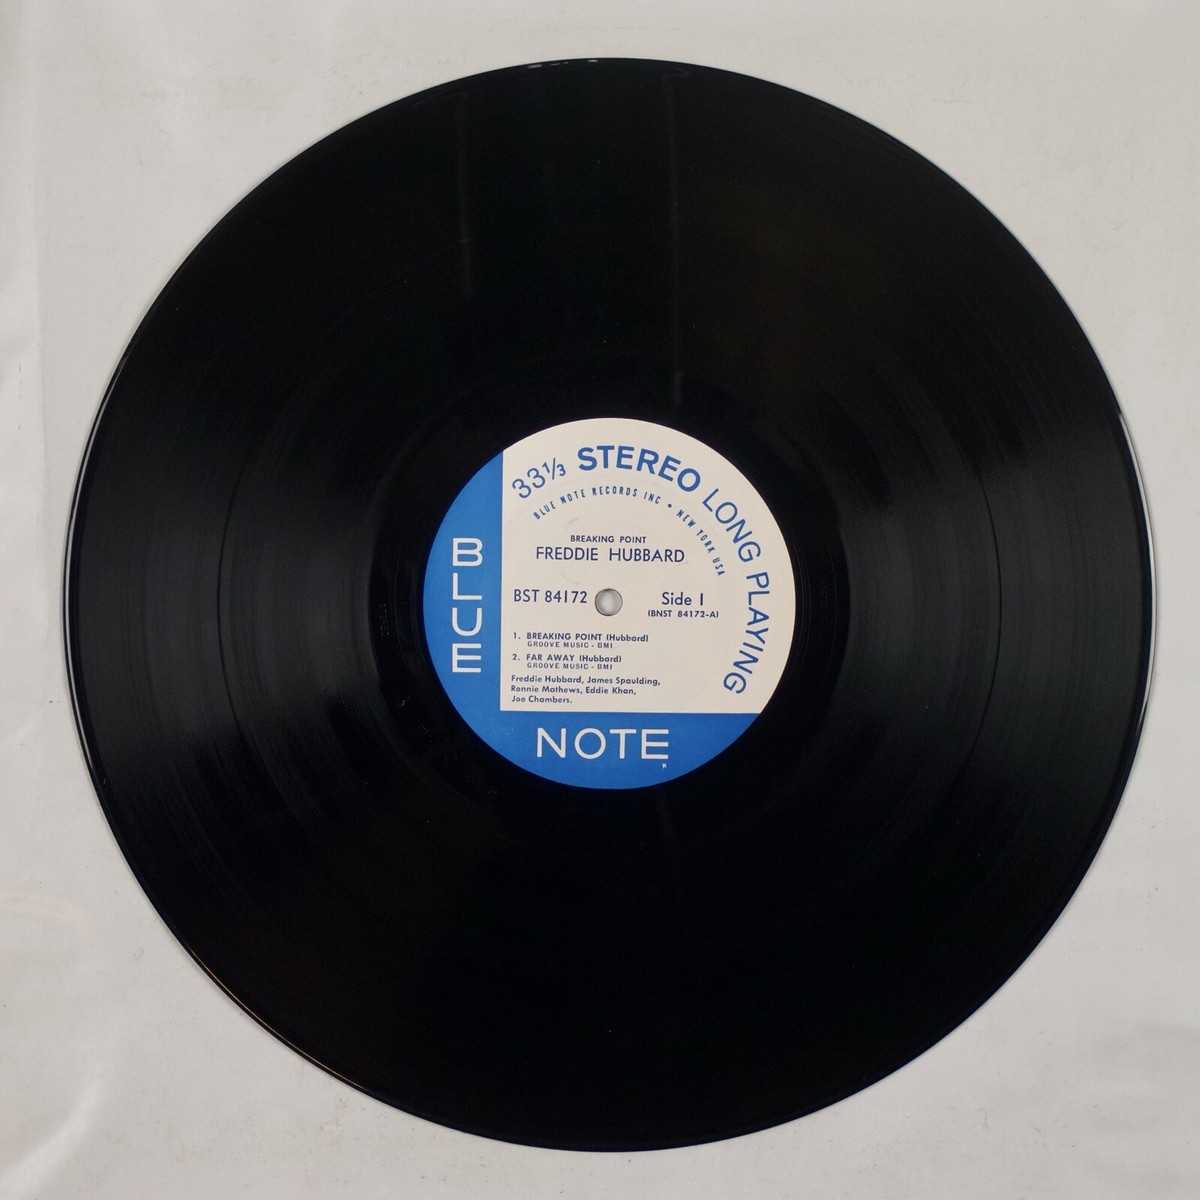 33⅓ STEREO LONG PLAYING
BLUE NOTE RECORDS INC • NEW YORK USA
BREAKING POINT
FREDDIE HUBBARD
BST 84172
Side 1
(BNST 84172-A)
1. BREAKING POINT (Hubbard)
GROOVE MUSIC - BMI
2. FAR AWAY (Hubbard)
GROOVE MUSIC - BMI
Freddie Hubbard, James Spaulding,
Ronnie Mathews, Eddie Khan,
Joe Chambers.
BLUE
NOTE